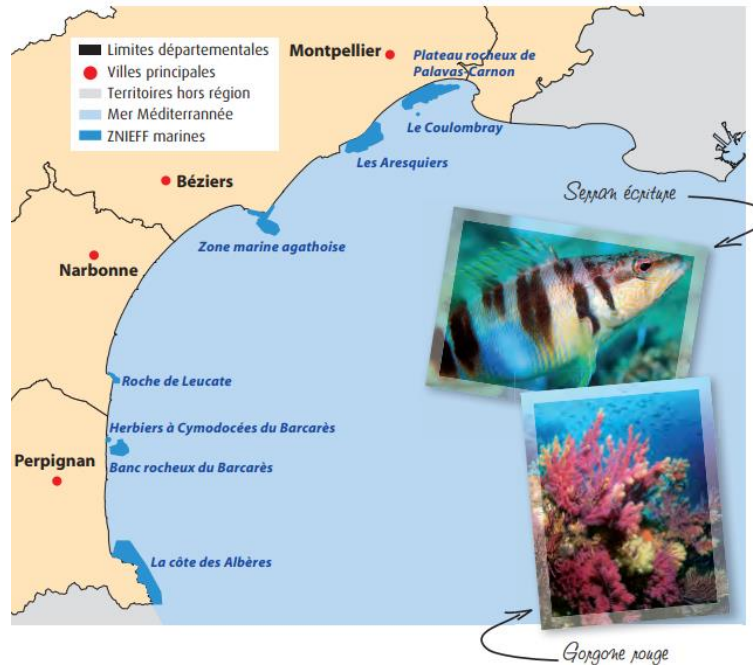 Limites départementales
Villes principales
Territoires hors région
Mer Méditerrannée
ZNIEFF marines
Montpellier
Plateau rocheux de
Palavas-Carnon
Le Coulombray
Les Aresquiers
Béziers
Serran écriture
Zone marine agathoise
Narbonne
Roche de Leucate
Herbiers à Cymodocées du Barcarès
Perpignan
Banc rocheux du Barcarès
La côte des Albères
Gorgone rouge